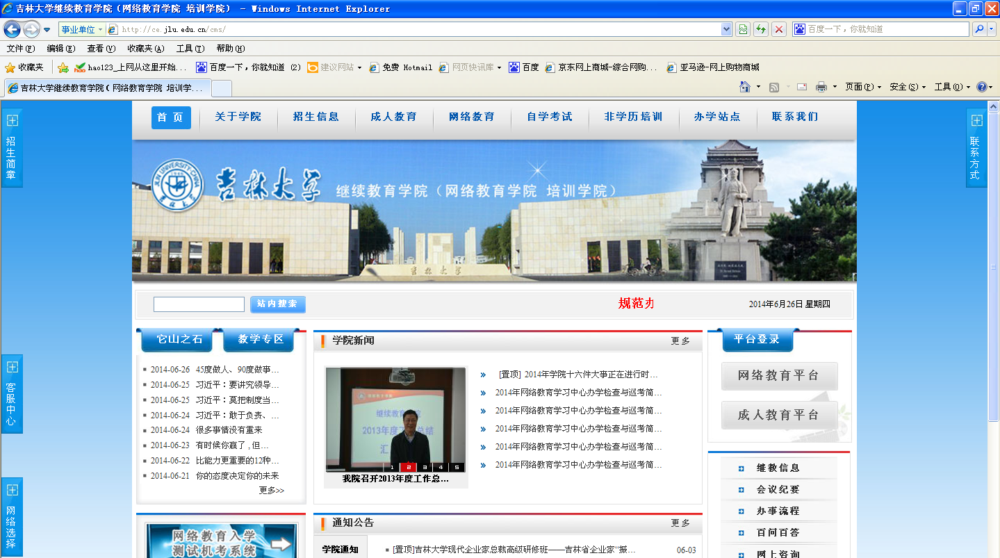 吉林大学继续教育学院（网络教育学院 培训学院） - Windows Internet Explorer
事业单位 http://ce.jlu.edu.cn/cms/ 百度一下，你就知道
文件(F) 编辑(E) 查看(V) 收藏夹(A) 工具(T) 帮助(H)
收藏夹 hao123_上网从这里开始... 百度一下，你就知道 (2) 建议网站 免费 Hotmail 网页快讯库 百度 京东网上商城-综合网购... 亚马逊-网上购物商城
吉林大学继续教育学院（网络教育学院 培训学... 页面(P) 安全(S) 工具(O)
首 页 关于学院 招生信息 成人教育 网络教育 自学考试 非学历培训 办学站点 联系我们
招生简章
联系方式
吉林大学 继续教育学院（网络教育学院 培训学院）
吉林大学
站内搜索 规范力 2014年6月26日 星期四
它山之石 教学专区
2014-06-26 45度做人、90度做事...
2014-06-25 习近平：要讲究领导...
2014-06-25 习近平：莫把制度当...
2014-06-24 习近平：敢于负责、...
2014-06-24 很多事情没有重来
2014-06-23 有时候你赢了，但...
2014-06-22 比能力更重要的12种...
2014-06-21 你的态度决定你的未来
更多>>
学院新闻 更多
继续教育学院
2013年度工作总结
汇
1 2 3 4 5
我院召开2013年度工作总...
[置顶] 2014年学院十六件大事正在进行时...
2014年网络教育学习中心办学检查与巡考简...
2014年网络教育学习中心办学检查与巡考简...
2014年网络教育学习中心办学检查与巡考简...
2014年网络教育学习中心办学检查与巡考简...
2014年网络教育学习中心办学检查与巡考简...
平台登录
网络教育平台
成人教育平台
客服中心
网络选择
网络教育入学
测试机考系统
通知公告 更多
学院通知 [置顶]吉林大学现代企业家总裁高级研修班——吉林省企业家“振... 06-03
继教信息
会议纪要
办事流程
百问百答
网上咨询